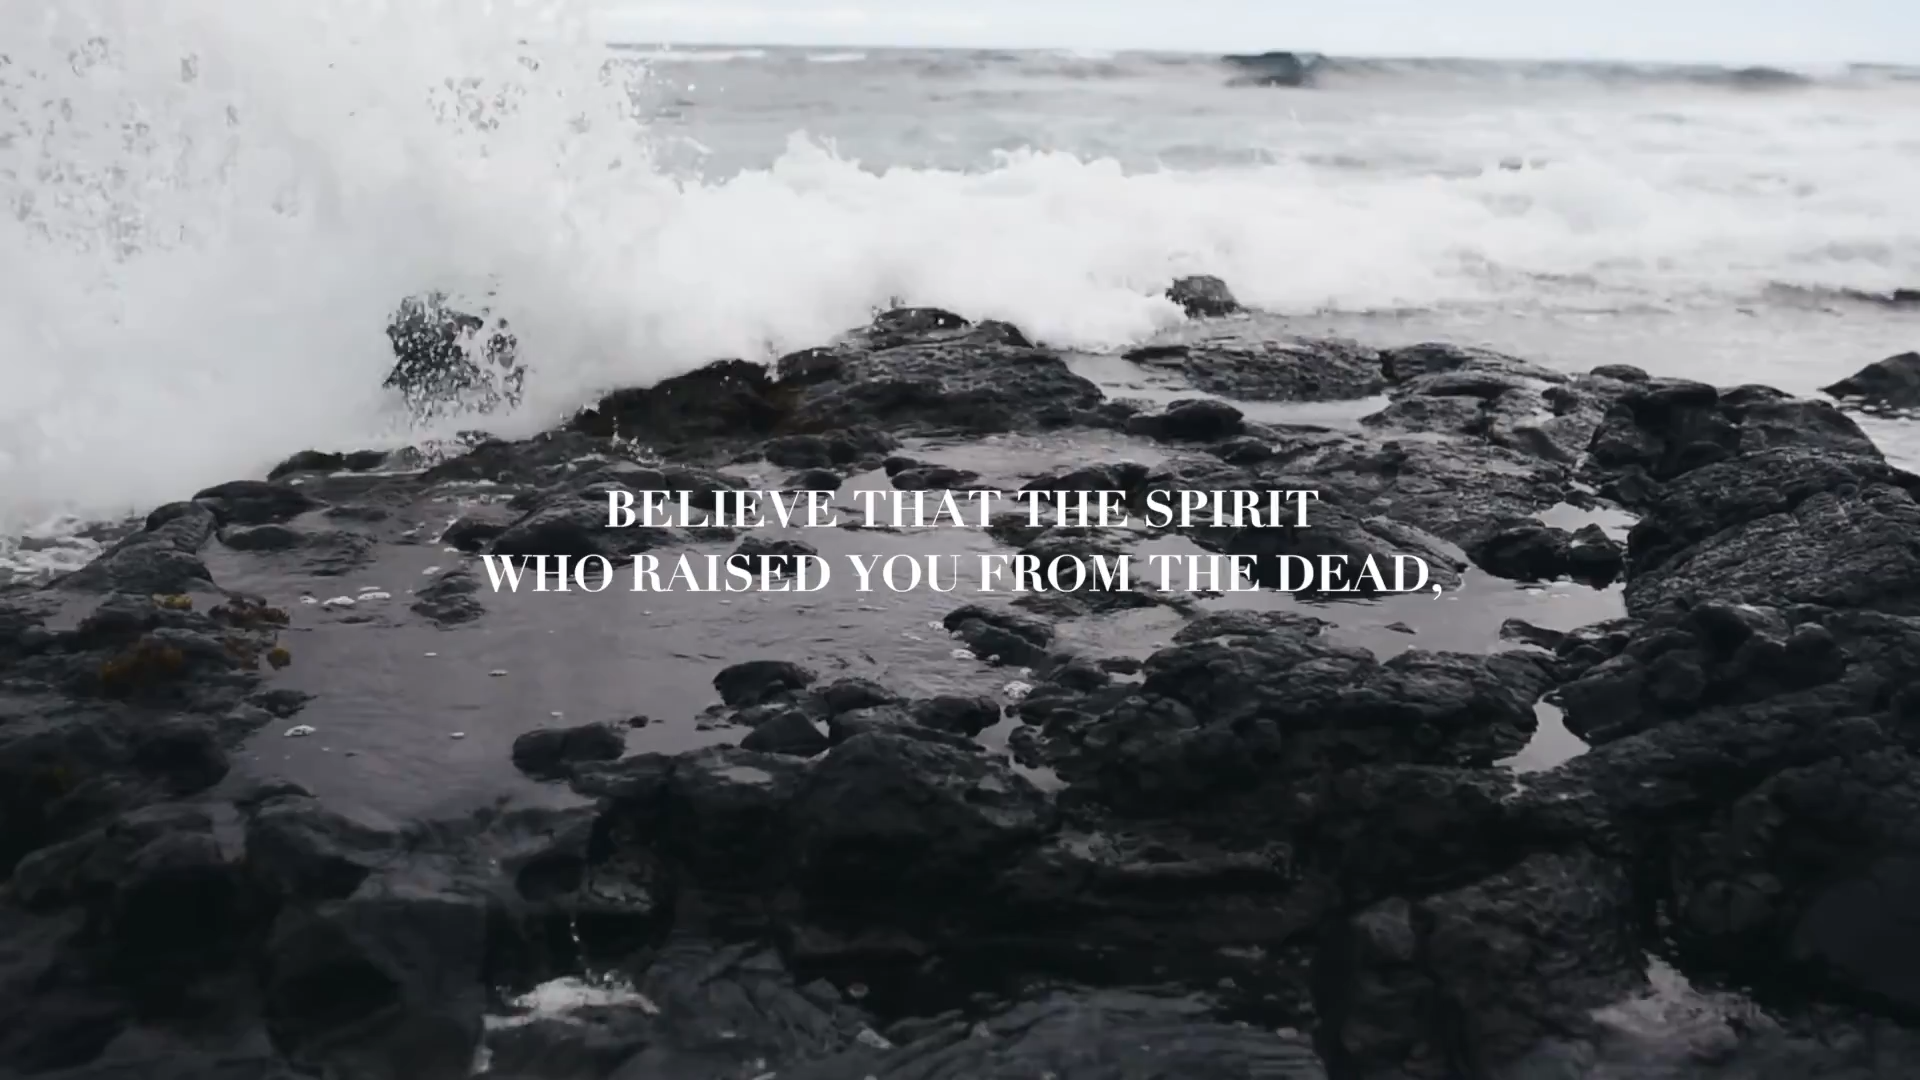 BELIEVE THAT THE SPIRIT
WHO RAISED YOU FROM THE DEAD,